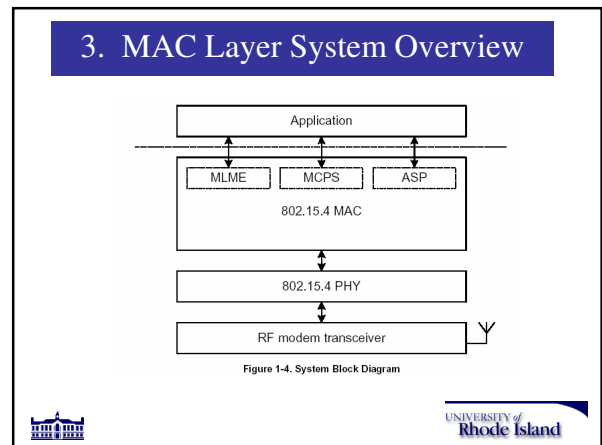 3. MAC Layer System Overview
Application
MLME MCPS ASP
802.15.4 MAC
802.15.4 PHY
RF modem transceiver
Figure 1-4. System Block Diagram
UNIVERSITY of
Rhode Island